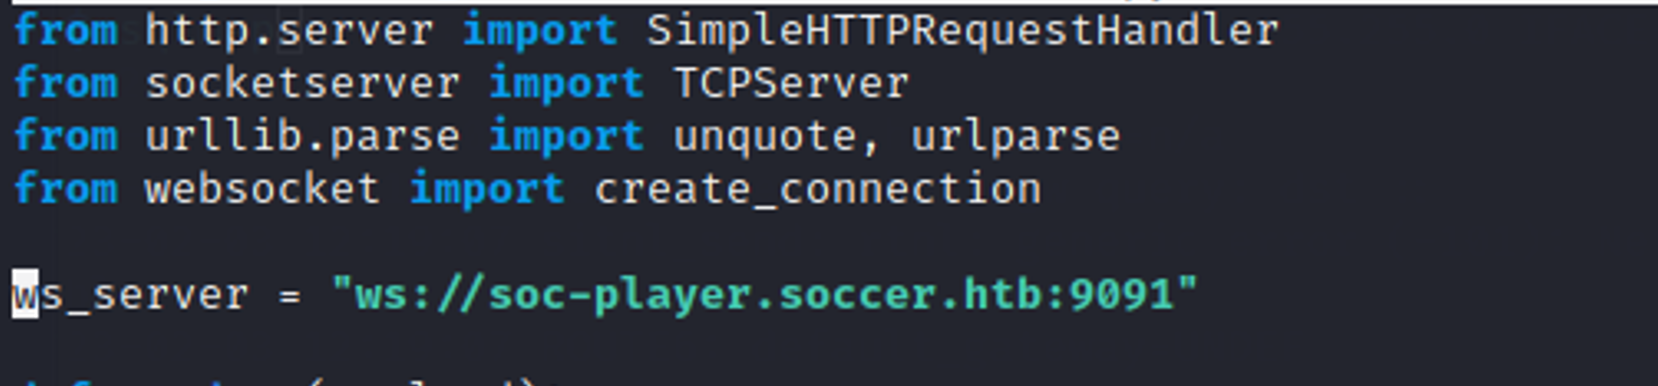 from http.server import SimpleHTTPRequestHandler
from socketserver import TCPServer
from urllib.parse import unquote, urlparse
from websocket import create_connection
ws_server = "ws://soc-player.soccer.htb:9091"